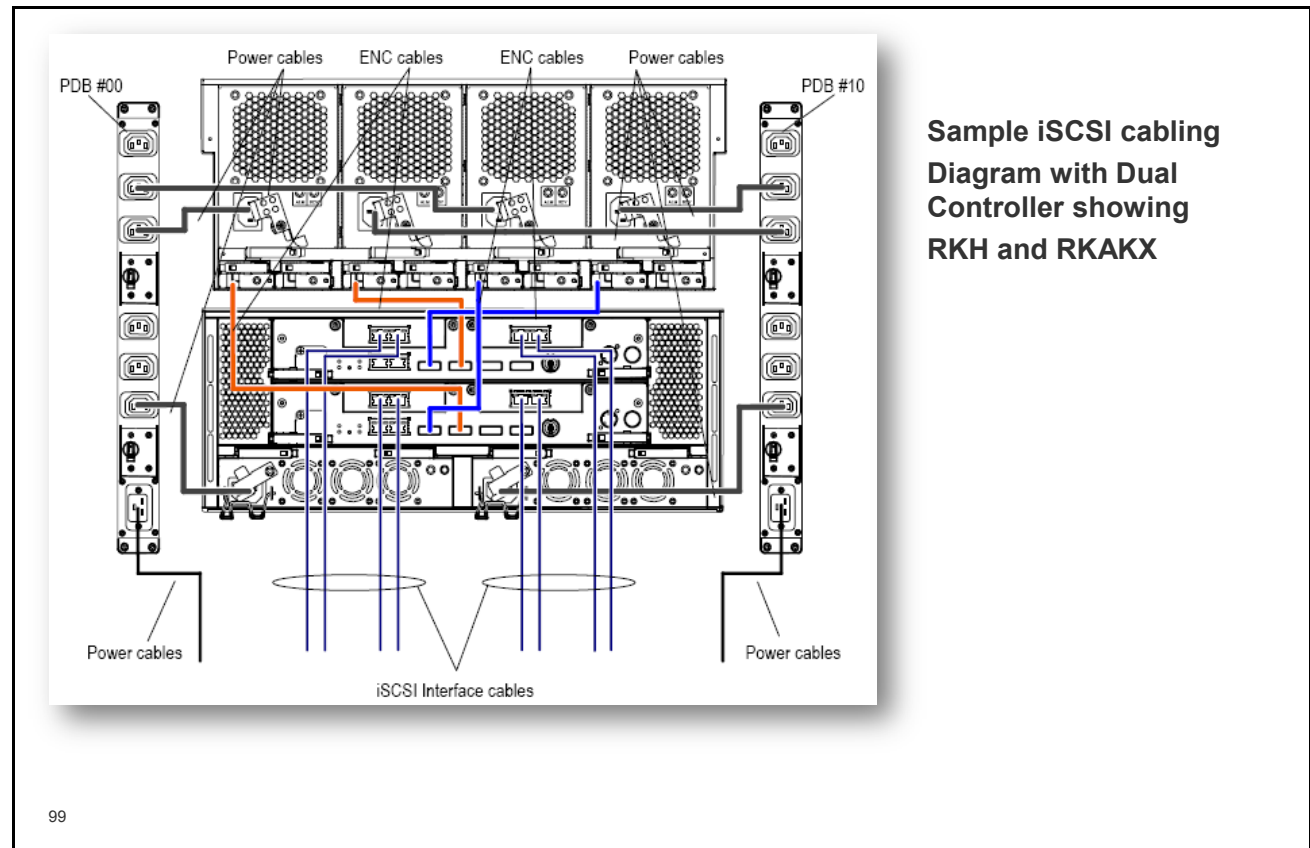 Power cables
ENC cables
ENC cables
Power cables
PDB #00
PDB #10
Sample iSCSI cabling
Diagram with Dual
Controller showing
RKH and RKAKX
Power cables
Power cables
iSCSI Interface cables
99